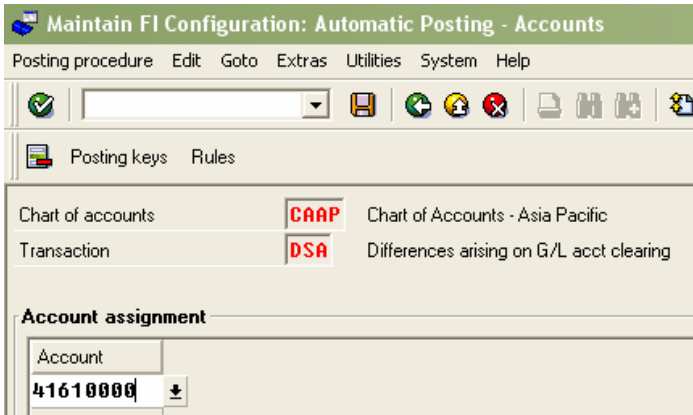 Maintain FI Configuration: Automatic Posting - Accounts
Posting procedure Edit Goto Extras Utilities System Help
Posting keys Rules
Chart of accounts CAAP Chart of Accounts - Asia Pacific
Transaction DSA Differences arising on G/L acct clearing
Account assignment
Account
41610000